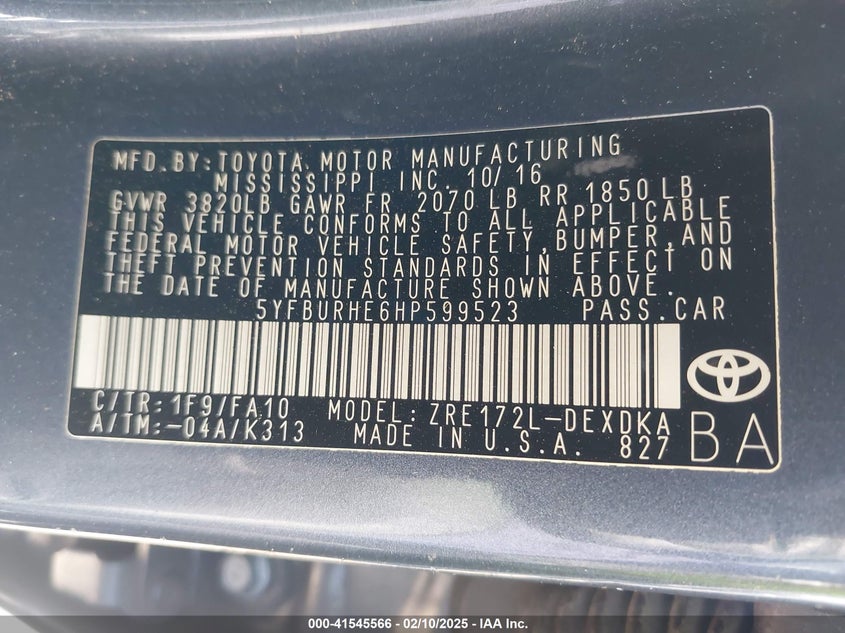 MFD.BY:TOYOTA MOTOR MANUFACTURING
MISSISSIPPI INC. 10/16
GVWR 3820LB GAWR FR 2070 LB RR 1850 LB
THIS VEHICLE CONFORMS TO ALL APPLICABLE
FEDERAL MOTOR VEHICLE SAFETY,BUMPER,AND
THEFT PREVENTION STANDARDS IN EFFECT ON
THE DATE OF MANUFACTURE SHOWN ABOVE.
5YFBURHE6HP599523 PASS.CAR
C/TR:1F9/FA10 MODEL: ZRE172L-DEXDKA
A/TM:-04A/K313 MADE IN U.S.A. 827 BA
000-41545566 - 02/10/2025 - IAA Inc.